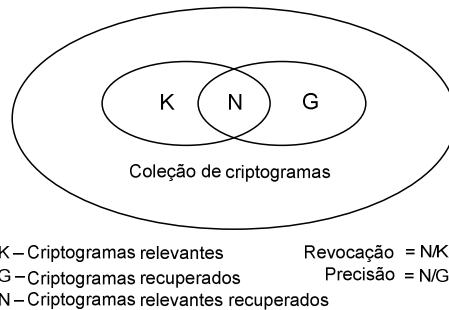 K N G
Coleção de criptogramas
K – Criptogramas relevantes Revocação = N/K
G – Criptogramas recuperados Precisão = N/G
N – Criptogramas relevantes recuperados